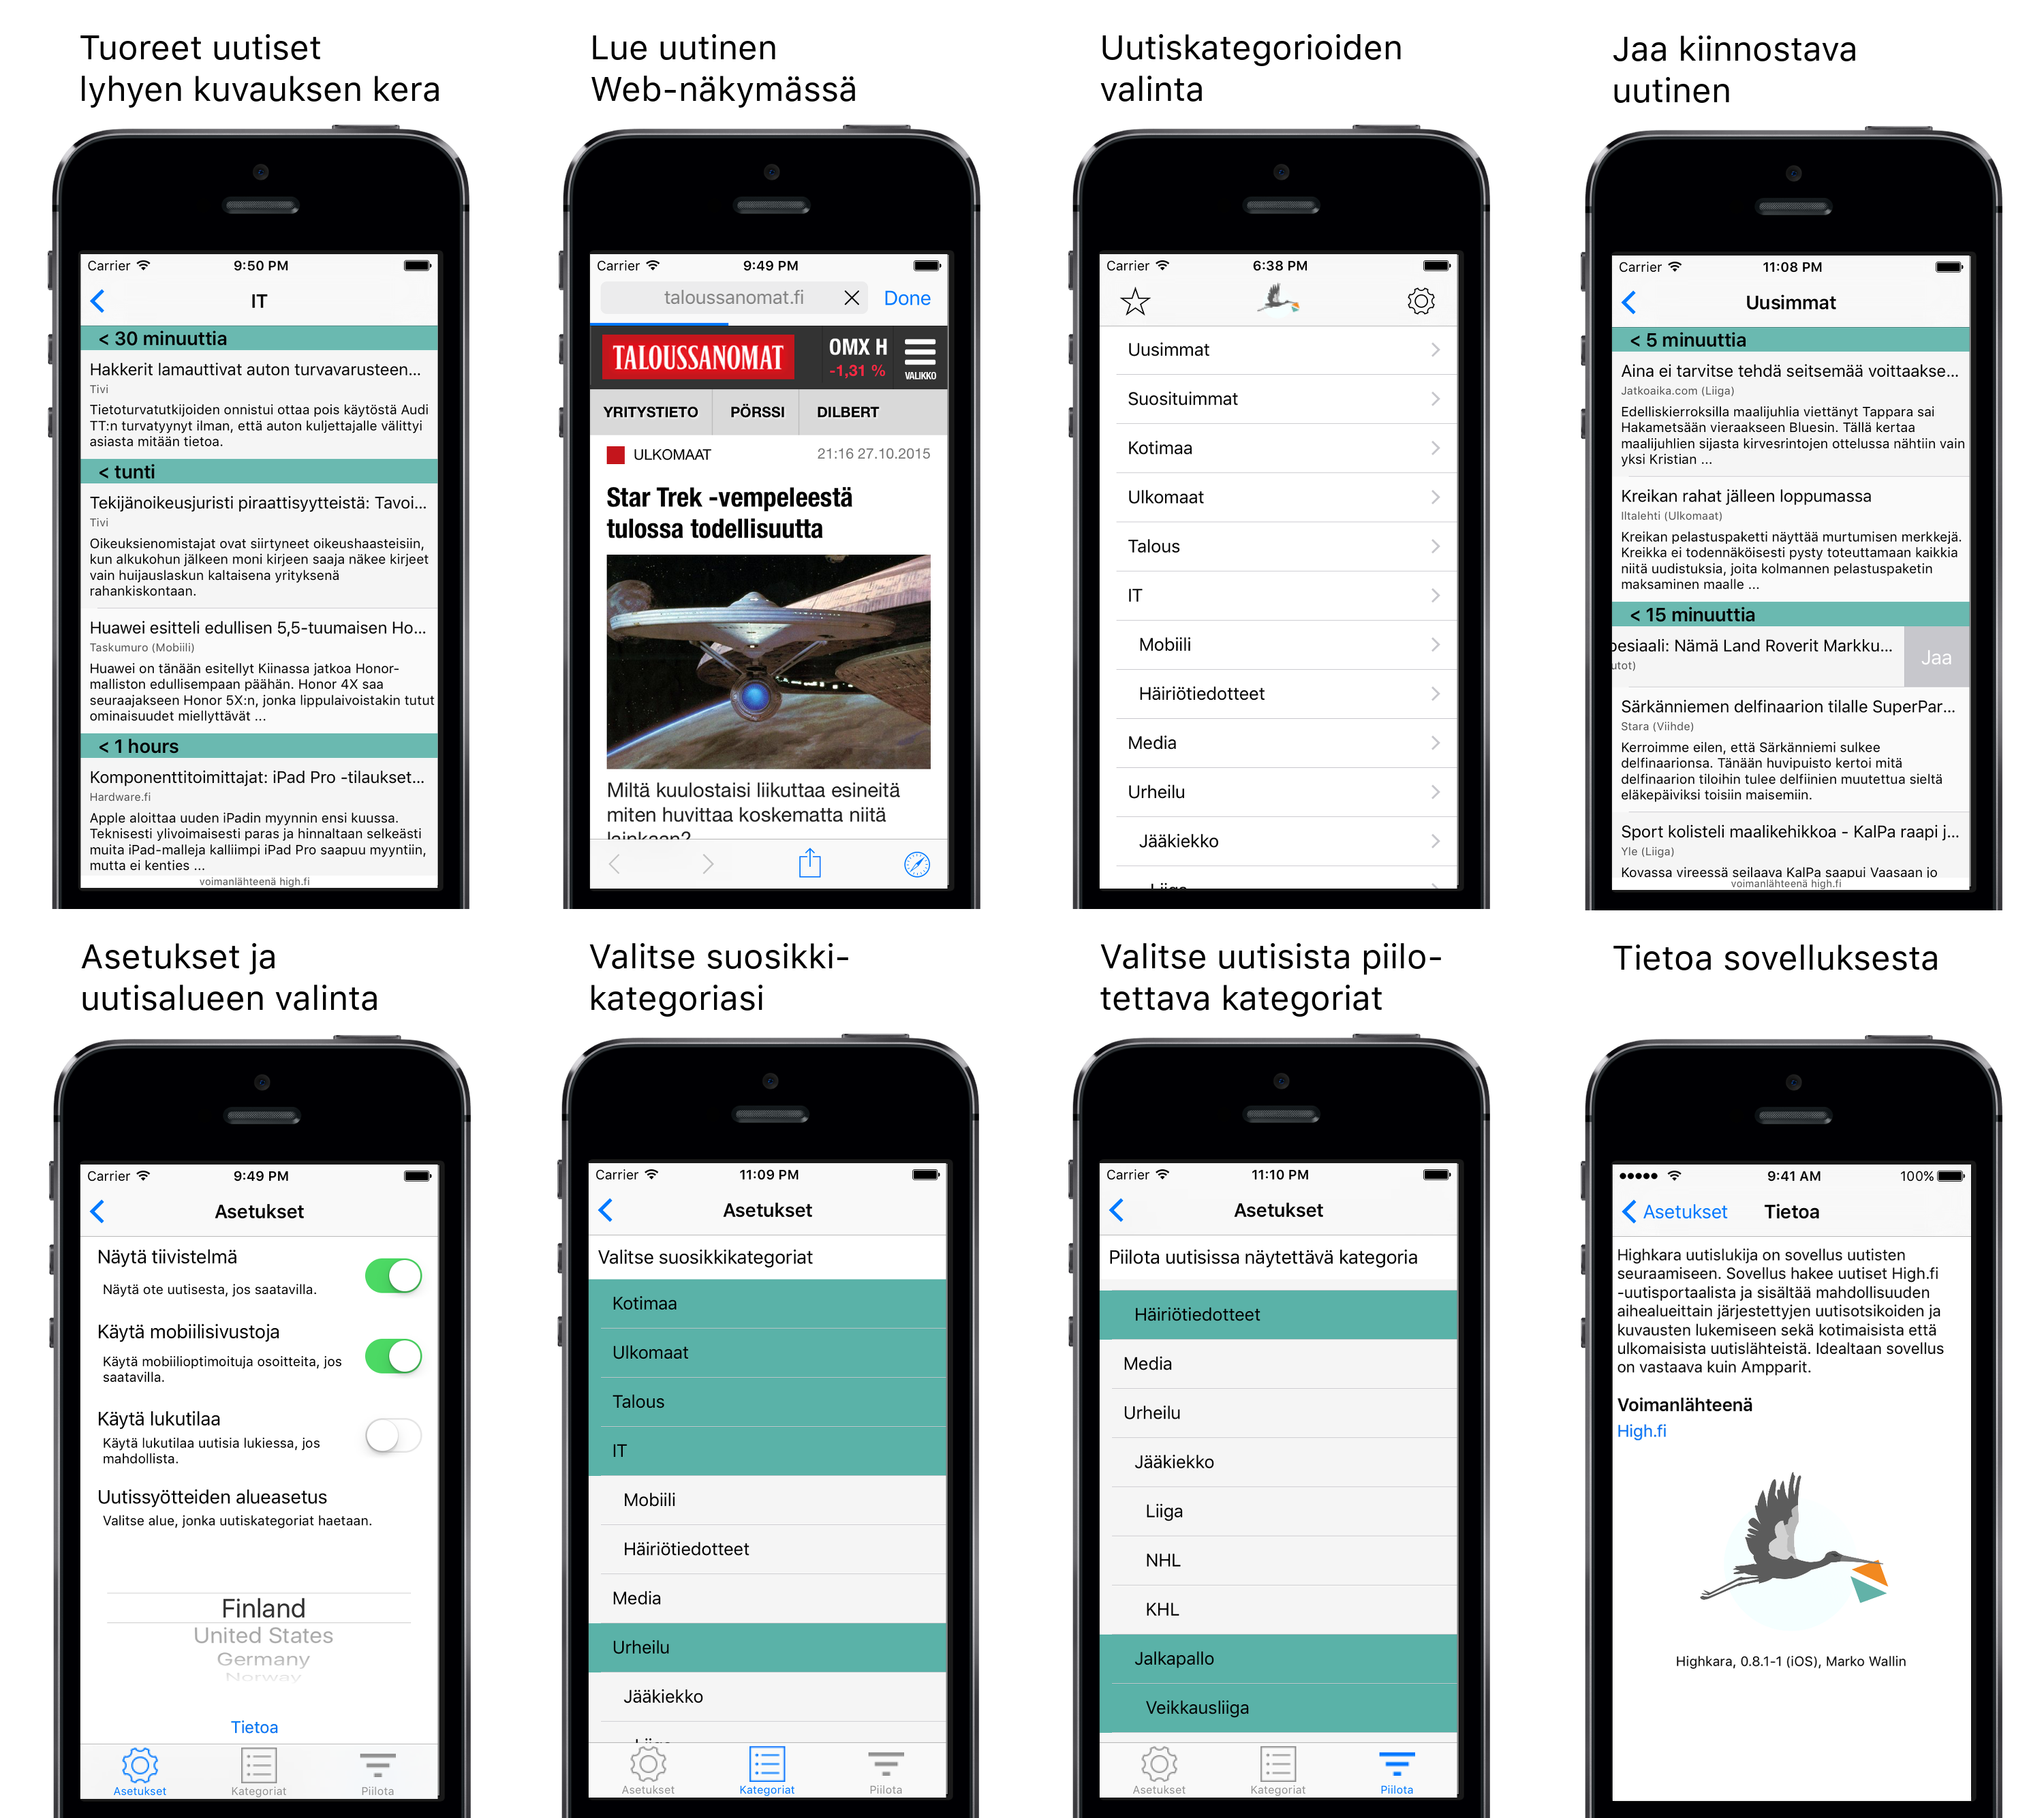 Tuoreet uutiset
lyhyen kuvauksen kera
Carrier
9:50 PM
IT
< 30 minuuttia
Hakkerit lamauttivat auton turvavarusteen...
Tivi
Tietoturvatutkijoiden onnistui ottaa pois käytöstä Audi
TT:n turvatyynyt ilman, että auton kuljettajalle välittyi
asiasta mitään tietoa.
< tunti
Tekijänoikeusjuristi piraattisyytteistä: Tavoi...
Tivi
Oikeuksienomistajat ovat siirtyneet oikeushaasteisiin,
kun alkukohun jälkeen moni kirjeen saaja näkee kirjeet
vain huijauslaskun kaltaisena yrityksenä
rahankiskontaan.
Huawei esitteli edullisen 5,5-tuumaisen Ho...
Taskumuro (Mobiili)
Huawei on tänään esitellyt Kiinassa jatkoa Honor-
malliston edullisempaan päähän. Honor 4X saa
seuraajakseen Honor 5X:n, jonka lippulaivoistakin tutut
ominaisuudet miellyttävät ...
< 1 hours
Komponenttitoimittajat: iPad Pro -tilaukset...
Hardware.fi
Apple aloittaa uuden iPadin myynnin ensi kuussa.
Teknisesti ylivoimaisesti paras ja hinnaltaan selkeästi
muita iPad-malleja kalliimpi iPad Pro saapuu myyntiin,
mutta ei kenties ...
voimanlähteenä high.fi
Lue uutinen
Web-näkymässä
Carrier
9:49 PM
taloussanomat.fi
Done
TALOUSSANOMAT
OMX H
-1,31 %
VALIKKO
YRITYSTIETO
PÖRSSI
DILBERT
ULKOMAAT
21:16 27.10.2015
Star Trek -vempeleestä
tulossa todellisuutta
Miltä kuulostaisi liikuttaa esineitä
miten huvittaa koskematta niitä
lainkaan?
Uutiskategorioiden
valinta
Carrier
6:38 PM
Uusimmat
Suosituimmat
Kotimaa
Ulkomaat
Talous
IT
Mobiili
Häiriötiedotteet
Media
Urheilu
Jääkiekko
Liiga
Jaa kiinnostava
uutinen
Carrier
11:08 PM
Uusimmat
< 5 minuuttia
Aina ei tarvitse tehdä seitsemää voittaakse...
Jatkoaika.com (Liiga)
Edelliskierroksilla maalijuhlia viettänyt Tappara sai
Hakametsään vieraakseen Bluesin. Tällä kertaa
maalijuhlien sijasta kirvesrintojen ottelussa nähtiin vain
yksi Kristian ...
Kreikan rahat jälleen loppumassa
Iltalehti (Ulkomaat)
Kreikan pelastuspaketti näyttää murtumisen merkkejä.
Kreikka ei todennäköisesti pysty toteuttamaan kaikkia
niitä uudistuksia, joita kolmannen pelastuspaketin
maksaminen maalle ...
< 15 minuuttia
pesiaali: Nämä Land Roverit Markku...
utot)
Jaa
Särkänniemen delfinaarion tilalle SuperPar...
Stara (Viihde)
Kerroimme eilen, että Särkänniemi sulkee
delfinaarionsa. Tänään huvipuisto kertoi mitä
delfinaarion tiloihin tulee delfiinien muutettua sieltä
eläkepäiviksi toisiin maisemiin.
Sport kolisteli maalikehikkoa - KalPa raapi j...
Yle (Liiga)
Kovassa vireessä seilaava KalPa saapui Vaasaan jo
voimanlähteenä high.fi
Asetukset ja
uutisalueen valinta
Carrier
9:49 PM
Asetukset
Näytä tiivistelmä
Näytä ote uutisesta, jos saatavilla.
Käytä mobiilisivustoja
Käytä mobiilioptimoituja osoitteita, jos
saatavilla.
Käytä lukutilaa
Käytä lukutilaa uutisia lukiessa, jos
mahdollista.
Uutissyötteiden alueasetus
Valitse alue, jonka uutiskategoriat haetaan.
Finland
United States
Germany
Norway
Tietoa
Asetukset
Kategoriat
Piilota
Valitse suosikki-
kategoriasi
Carrier
11:09 PM
Asetukset
Valitse suosikkikategoriat
Kotimaa
Ulkomaat
Talous
IT
Mobiili
Häiriötiedotteet
Media
Urheilu
Jääkiekko
Liiga
Asetukset
Kategoriat
Piilota
Valitse uutisista piilo-
tettava kategoriat
Carrier
11:10 PM
Asetukset
Piilota uutisissa näytettävä kategoria
Häiriötiedotteet
Media
Urheilu
Jääkiekko
Liiga
NHL
KHL
Jalkapallo
Veikkausliiga
Asetukset
Kategoriat
Piilota
Tietoa sovelluksesta
9:41 AM
100%
Asetukset
Tietoa
Highkara uutislukija on sovellus uutisten
seuraamiseen. Sovellus hakee uutiset High.fi
-uutisportaalista ja sisältää mahdollisuuden
aihealueittain järjestettyjen uutisotsikoiden ja
kuvausten lukemiseen sekä kotimaisista että
ulkomaisista uutislähteistä. Idealtaan sovellus
on vastaava kuin Ampparit.
Voimanlähteenä
High.fi
Highkara, 0.8.1-1 (iOS), Marko Wallin